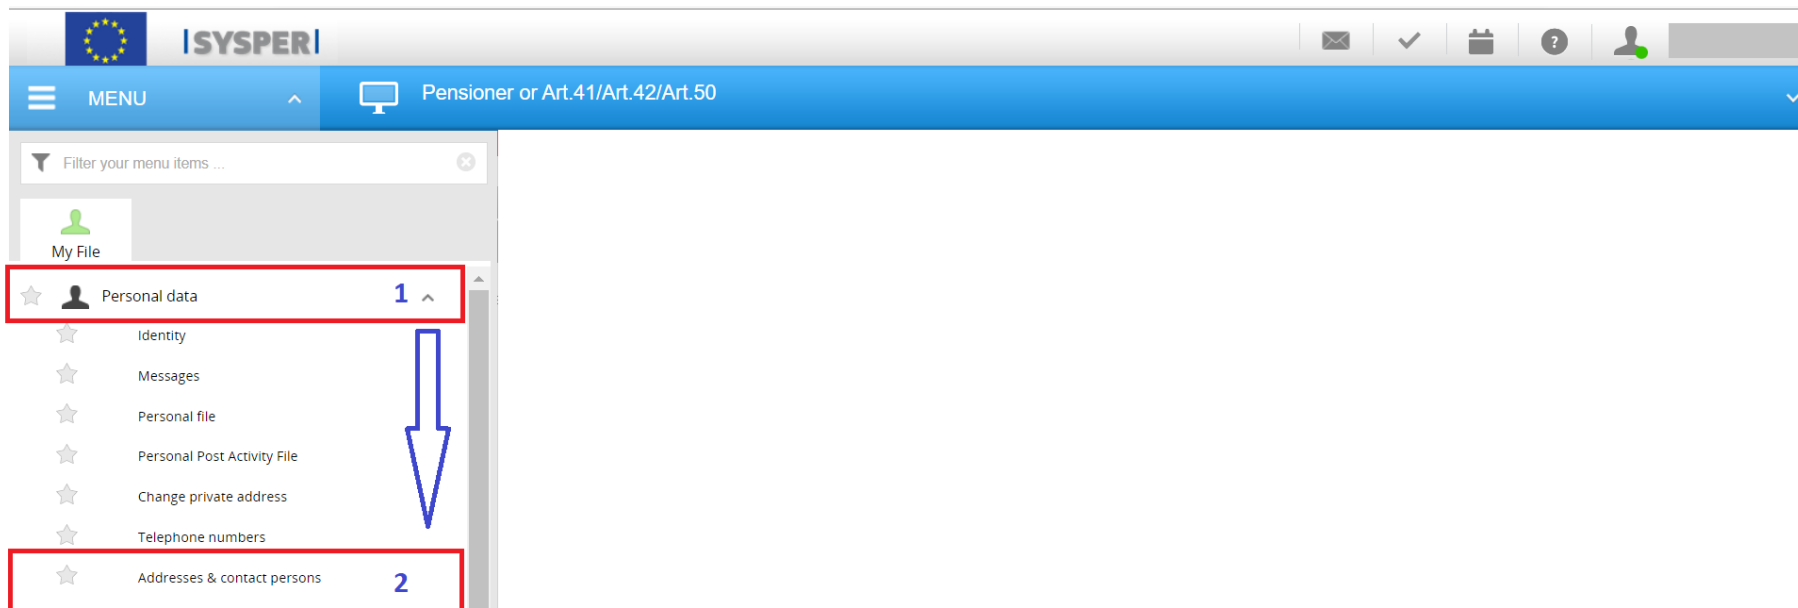 SYSPER
?
MENU
Pensioner or Art.41/Art.42/Art.50
Filter your menu items ...
My File
Personal data 1
Identity
Messages
Personal file
Personal Post Activity File
Change private address
Telephone numbers
Addresses & contact persons 2